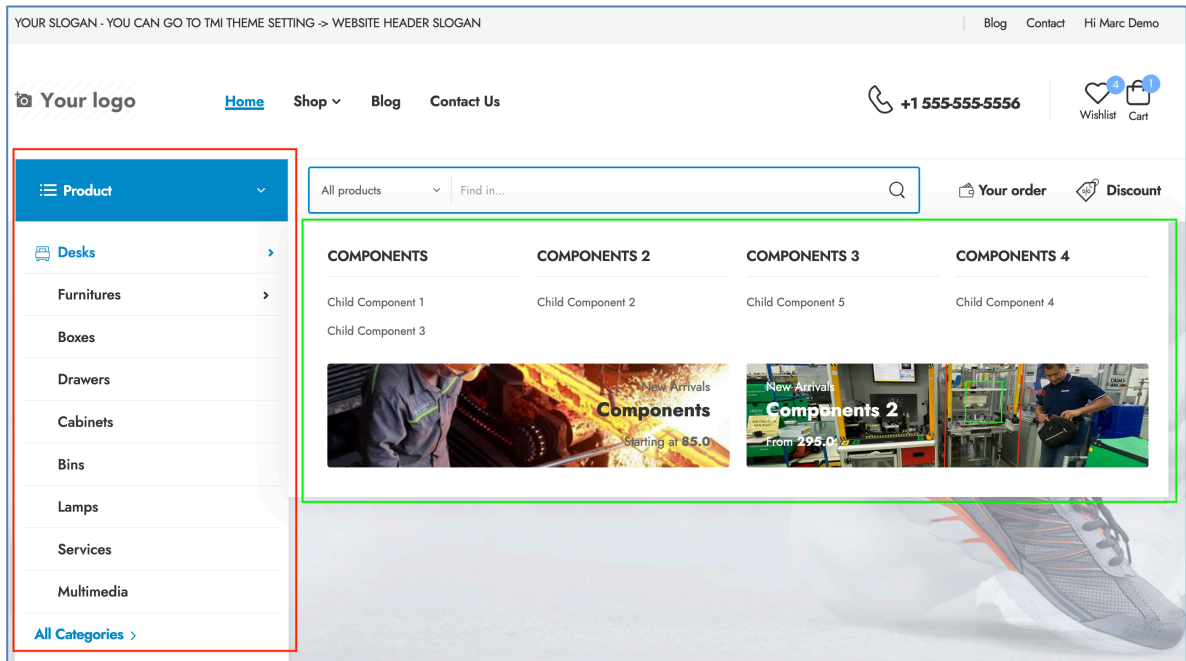 YOUR SLOGAN - YOU CAN GO TO TMI THEME SETTING -> WEBSITE HEADER SLOGAN
Blog Contact Hi Marc Demo
Your logo
Home Shop Blog Contact Us
+1 555-555-5556
4
Wishlist
1
Cart
Product
All products
Find in...
Your order
Discount
Desks
Furnitures
Boxes
Drawers
Cabinets
Bins
Lamps
Services
Multimedia
All Categories
COMPONENTS
Child Component 1
Child Component 3
COMPONENTS 2
Child Component 2
COMPONENTS 3
Child Component 5
COMPONENTS 4
Child Component 4
New Arrivals
Components
Starting at 85.0
New Arrivals
Components 2
From 295.0